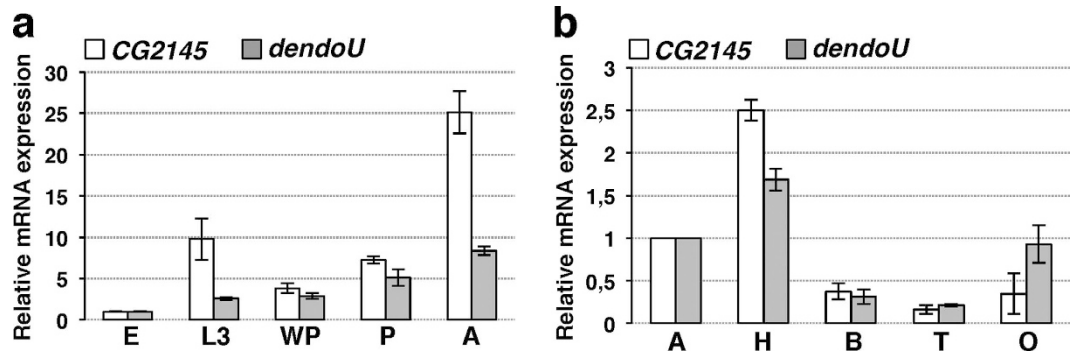 a
CG2145 dendoU
Relative mRNA expression
30
25
20
15
10
5
0
E L3 WP P A
b
CG2145 dendoU
Relative mRNA expression
3
2,5
2
1,5
1
0,5
0
A H B T O